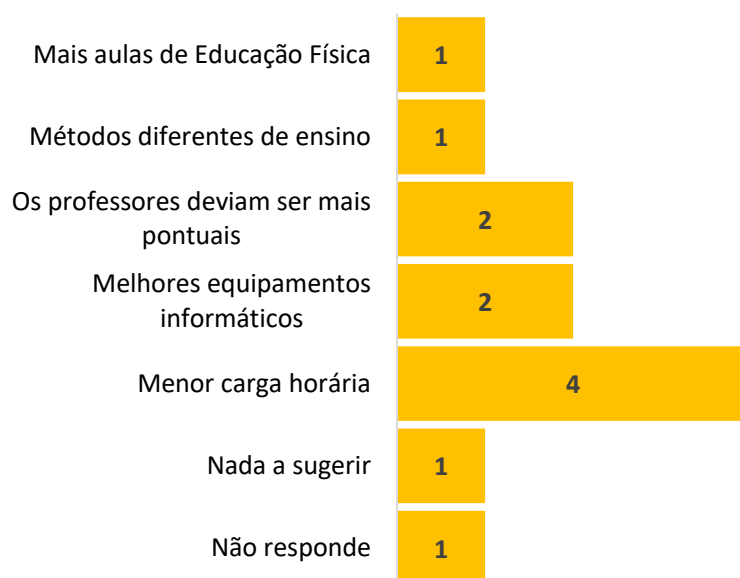 Mais aulas de Educação Física
1
Métodos diferentes de ensino
1
Os professores deviam ser mais
pontuais
2
Melhores equipamentos
informáticos
2
Menor carga horária
4
Nada a sugerir
1
Não responde
1